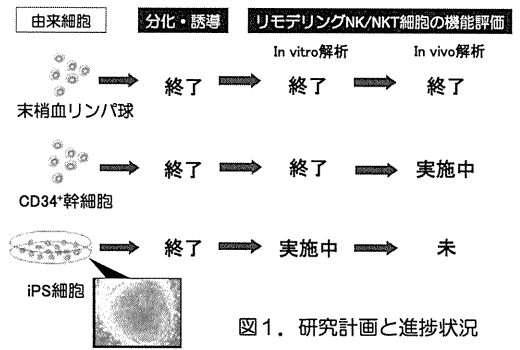 由来細胞 分化・誘導 リモデリングNK/NKT細胞の機能評価
In vitro解析 In vivo解析
終了 終了 終了
末梢血リンパ球
終了 終了 実施中
CD34⁺幹細胞
終了 実施中 未
iPS細胞
図1. 研究計画と進捗状況